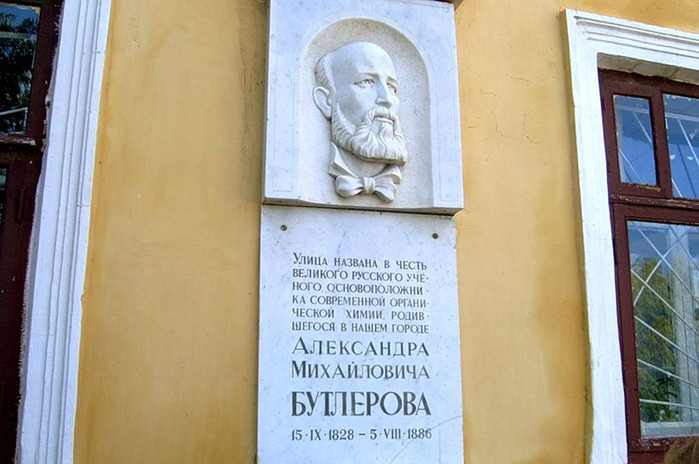 Улица названа в честь
великого русского учё-
ного. основоположни-
ка современной органи-
ческой химии, родив-
шегося в нашем городе
Александра
Михайловича
БУТЛЕРОВА
15·IX·1828 – 5·VIII·1886